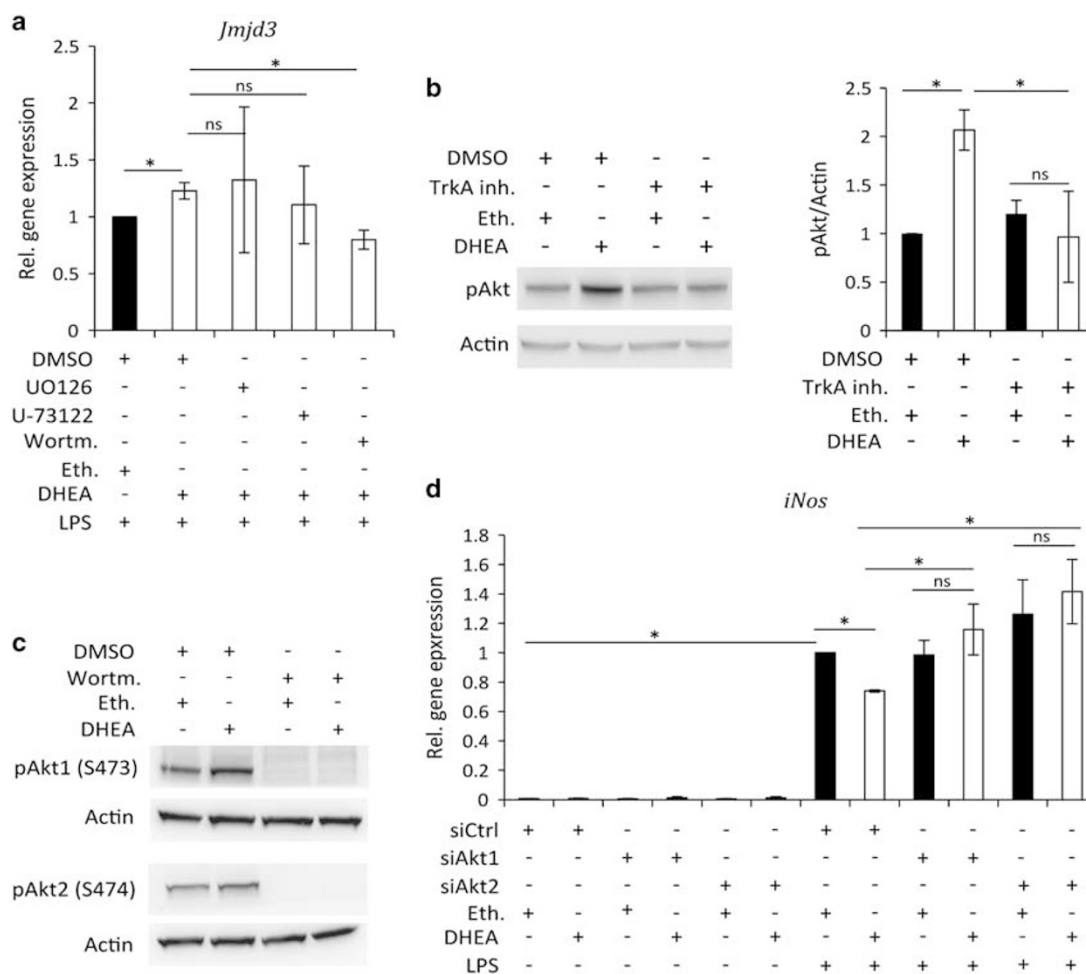 a
Jmjd3
2.5
2
1.5
1
0.5
0
Rel. gene expression
* ns ns *
DMSO + + - - -
UO126 - - + - -
U-73122 - - - + -
Wortm. - - - - +
Eth. + - - - -
DHEA - + + + +
LPS + + + + +
b
DMSO + + - -
TrkA inh. - - + +
Eth. + - + -
DHEA - + - +
pAkt
Actin
2.5
2
1.5
1
0.5
0
pAkt/Actin
* * ns
DMSO + + - -
TrkA inh. - - + +
Eth. + - + -
DHEA - + - +
c
DMSO + + - -
Wortm. - - + +
Eth. + - + -
DHEA - + - +
pAkt1 (S473)
Actin
pAkt2 (S474)
Actin
d
iNos
1.8
1.6
1.4
1.2
1
0.8
0.6
0.4
0.2
0
Rel. gene epxression
* * * ns * ns
siCtrl + + - - - - + + - - - -
siAkt1 - - + + - - - - + + - -
siAkt2 - - - - + + - - - - + +
Eth. + - + - + - + - + - + -
DHEA - + - + - + - + - + - +
LPS - - - - - - + + + + + +